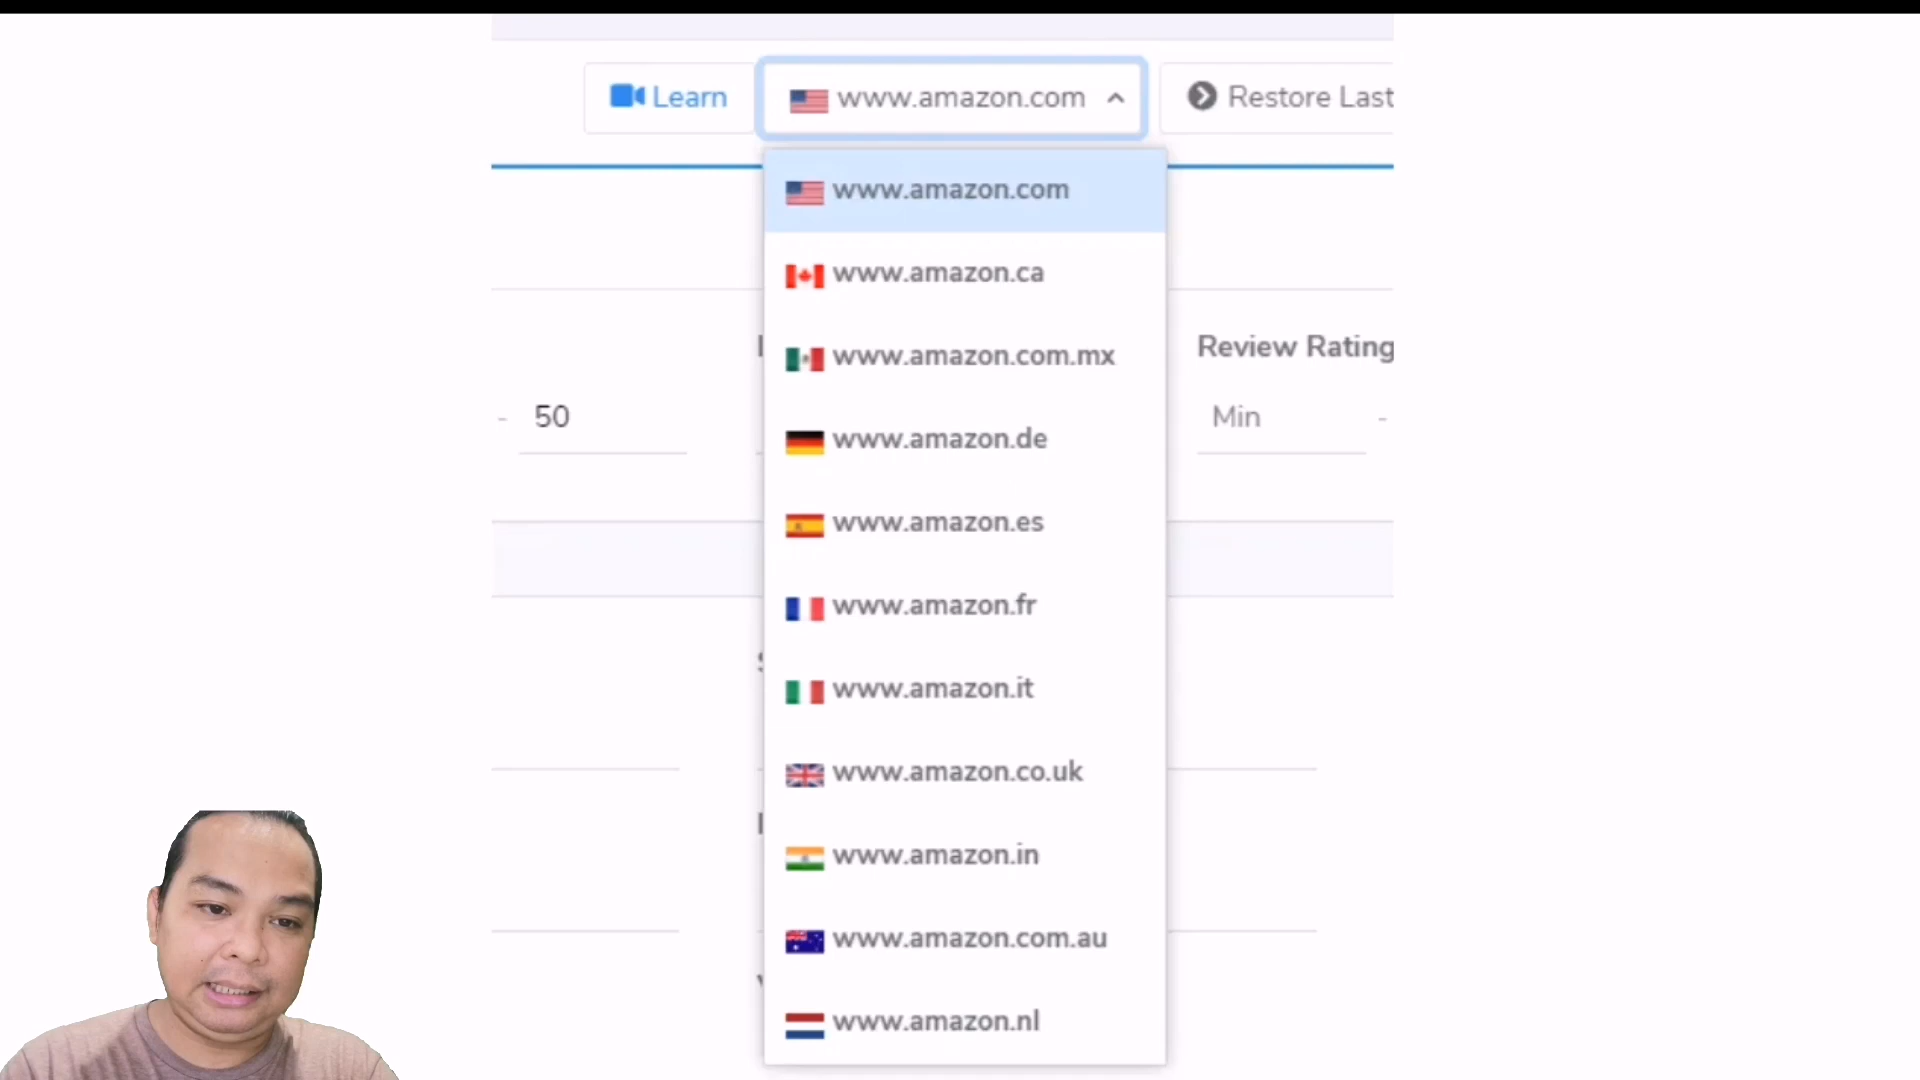 Learn
www.amazon.com
Restore Last
www.amazon.com
www.amazon.ca
www.amazon.com.mx
Review Rating
www.amazon.de
- 50
Min -
www.amazon.es
www.amazon.fr
www.amazon.it
www.amazon.co.uk
www.amazon.in
www.amazon.com.au
www.amazon.nl